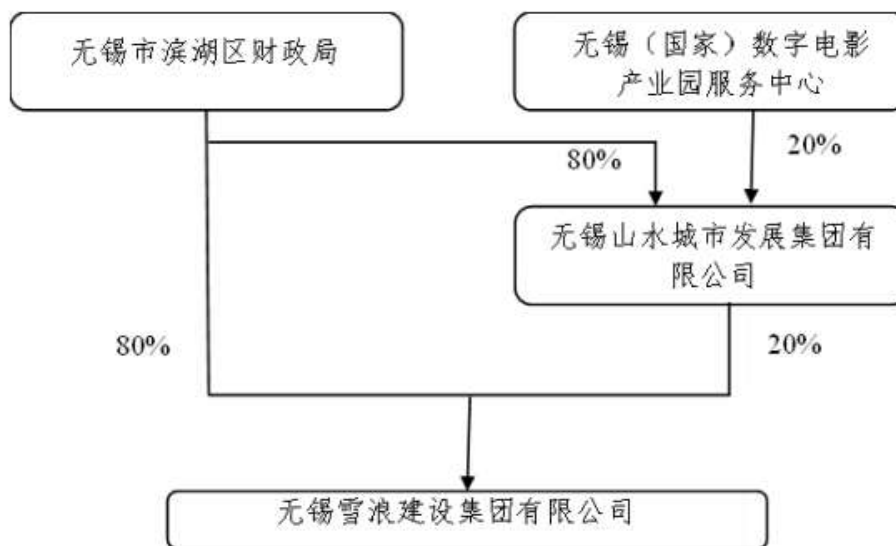 无锡市滨湖区财政局
无锡（国家）数字电影
产业园服务中心
80%
20%
无锡山水城市发展集团有
限公司
80%
20%
无锡雪浪建设集团有限公司